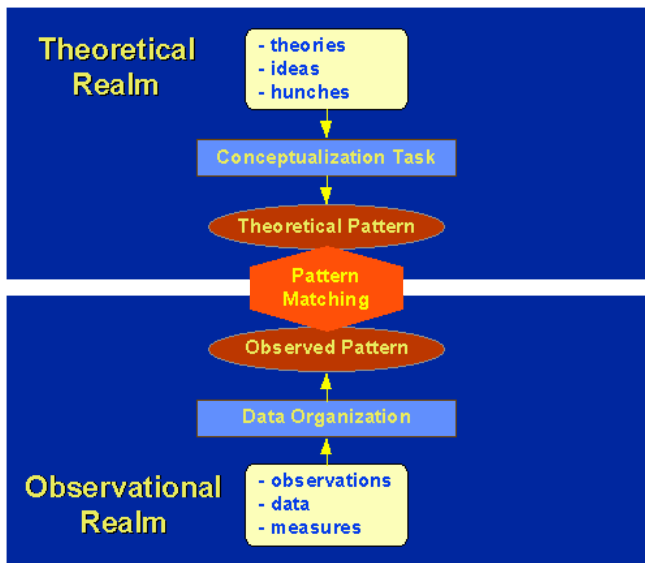 Theoretical
Realm
- theories
- ideas
- hunches
Conceptualization Task
Theoretical Pattern
Pattern
Matching
Observed Pattern
Data Organization
Observational
Realm
- observations
- data
- measures